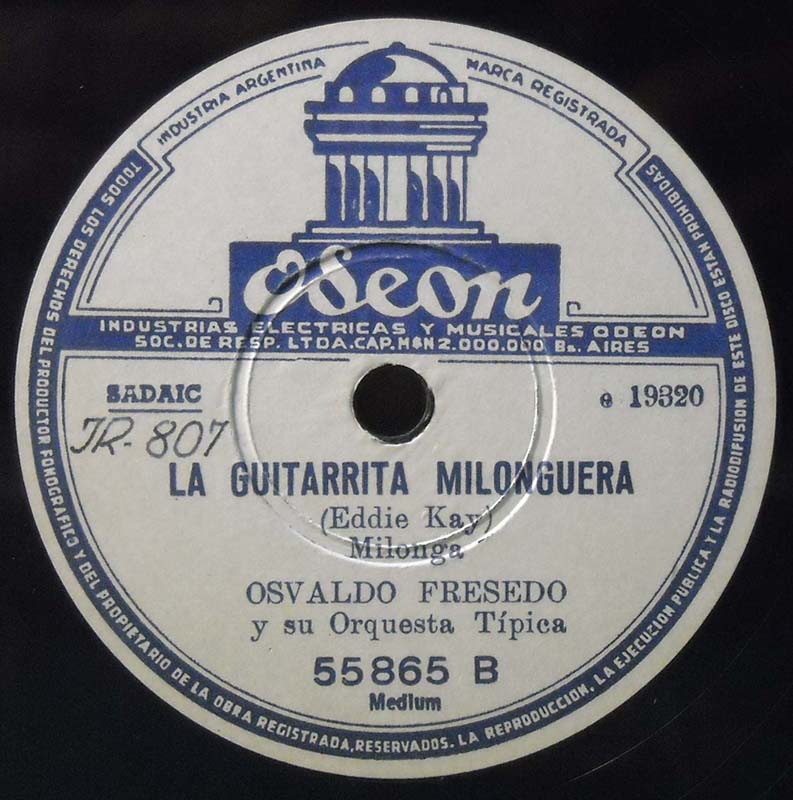 INDUSTRIA ARGENTINA
MARCA REGISTRADA
Odeon
INDUSTRIAS ELECTRICAS Y MUSICALES ODEON
SOC. DE RESP. LTDA. CAP. M$N 2.000.000 Bs. AIRES
SADAIC
e 19320
JR-807
LA GUITARRITA MILONGUERA
(Eddie Kay)
Milonga
OSVALDO FRESEDO
y su Orquesta Típica
55865 B
Medium
TODOS LOS DERECHOS DEL PRODUCTOR FONOGRAFICO Y DEL PROPIETARIO DE LA OBRA REGISTRADA, RESERVADOS. LA REPRODUCCION, LA EJECUCION PUBLICA Y LA RADIODIFUSION DE ESTE DISCO ESTAN PROHIBIDAS